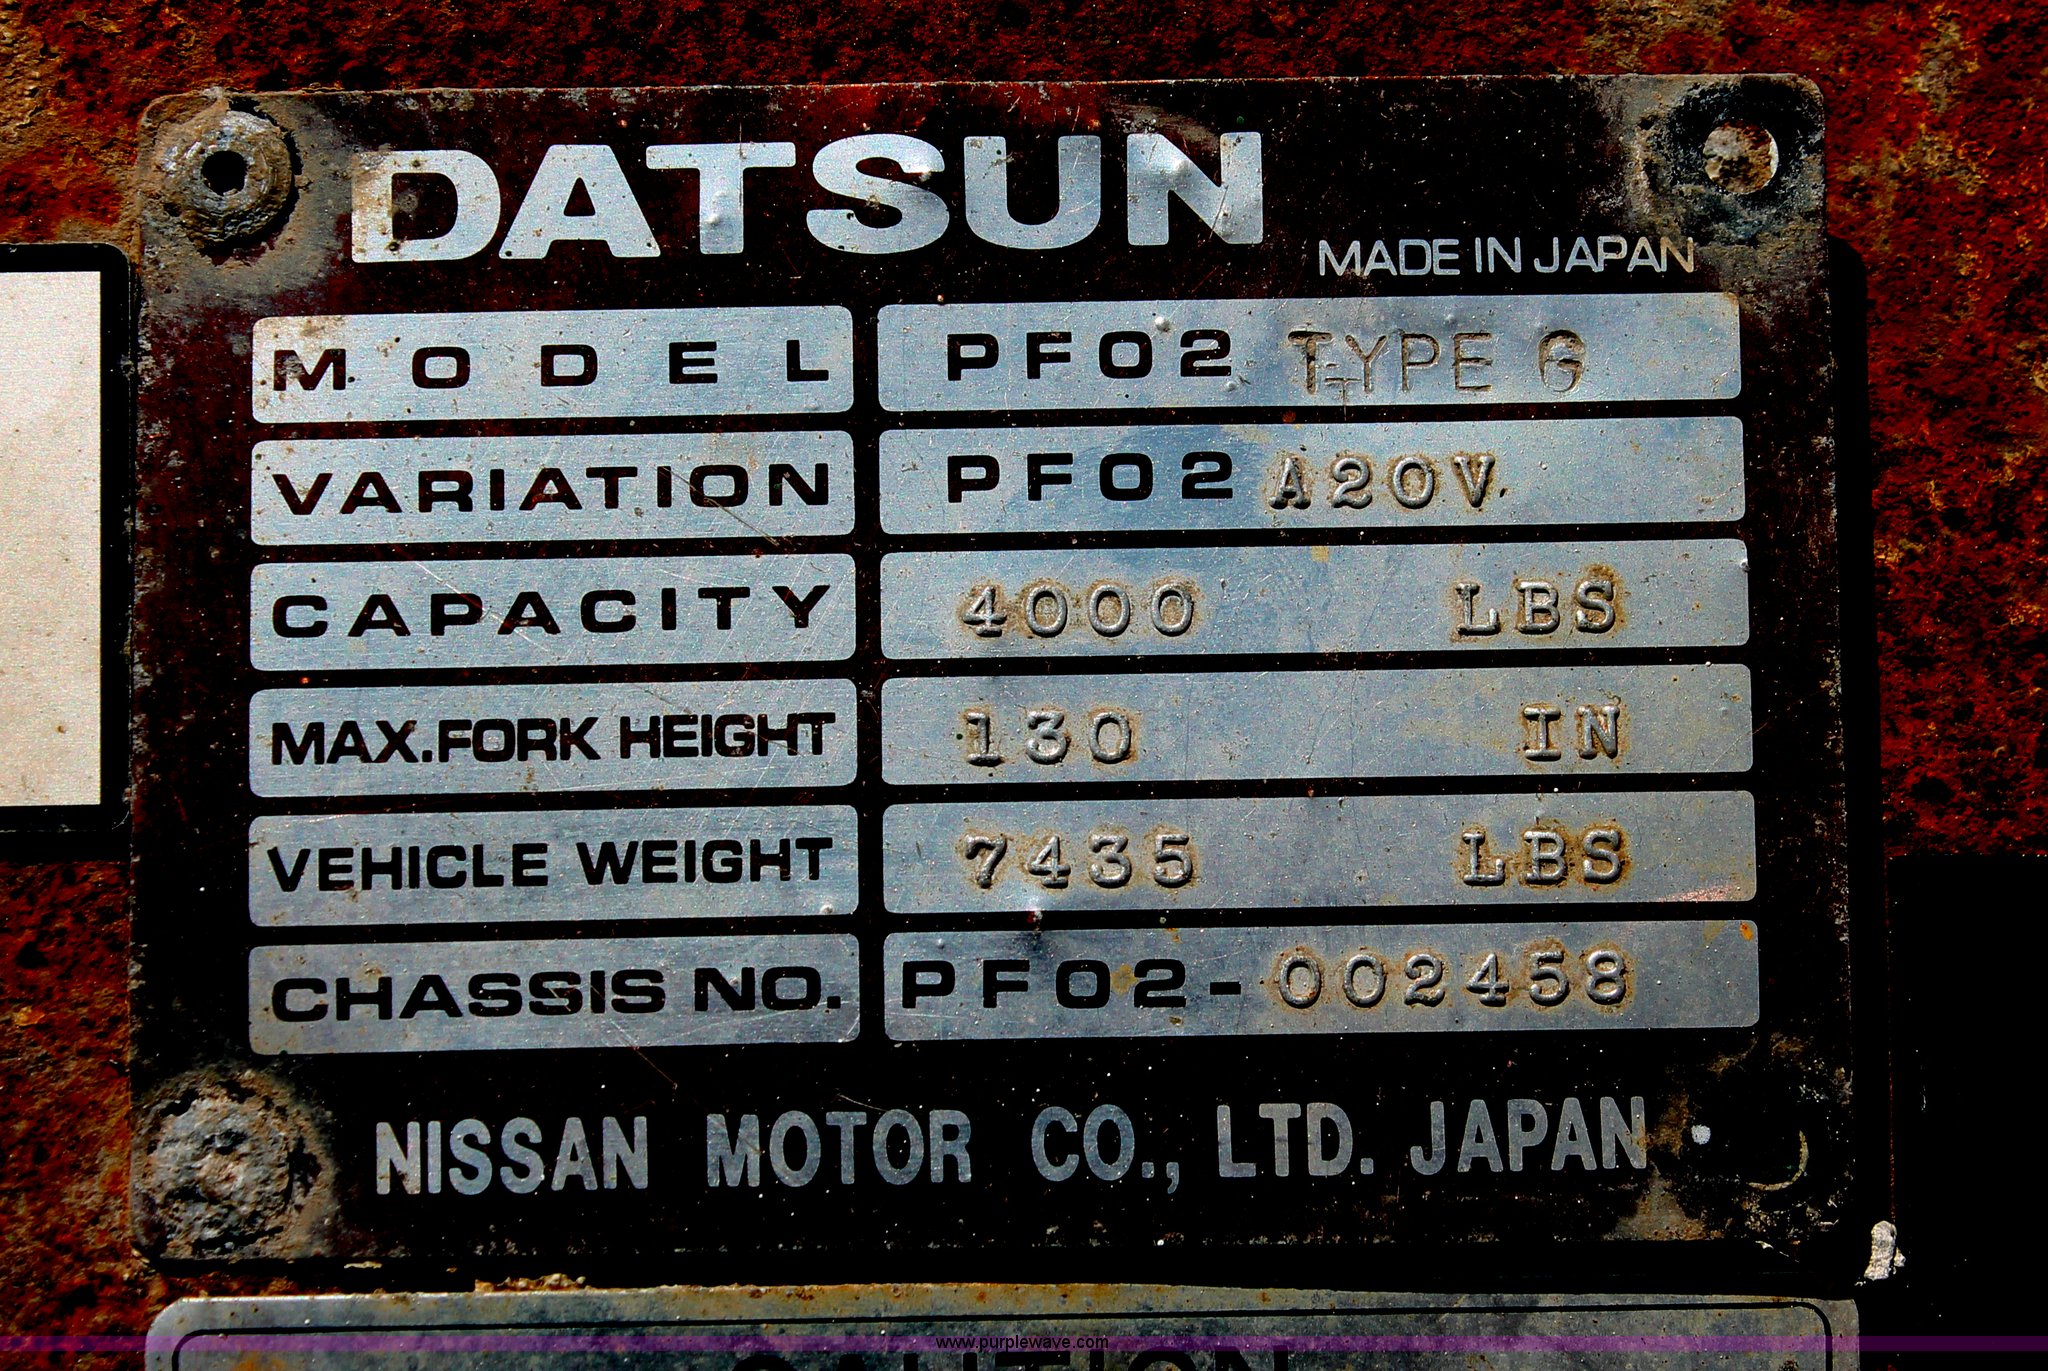 DATSUN
MADE IN JAPAN
MODEL PF02 TYPE G
VARIATION PF02 A20V
CAPACITY 4000 LBS
MAX. FORK HEIGHT 130 IN
VEHICLE WEIGHT 7435 LBS
CHASSIS NO. PF02-002458
NISSAN MOTOR CO., LTD. JAPAN
www.purplewave.com
CAUTION